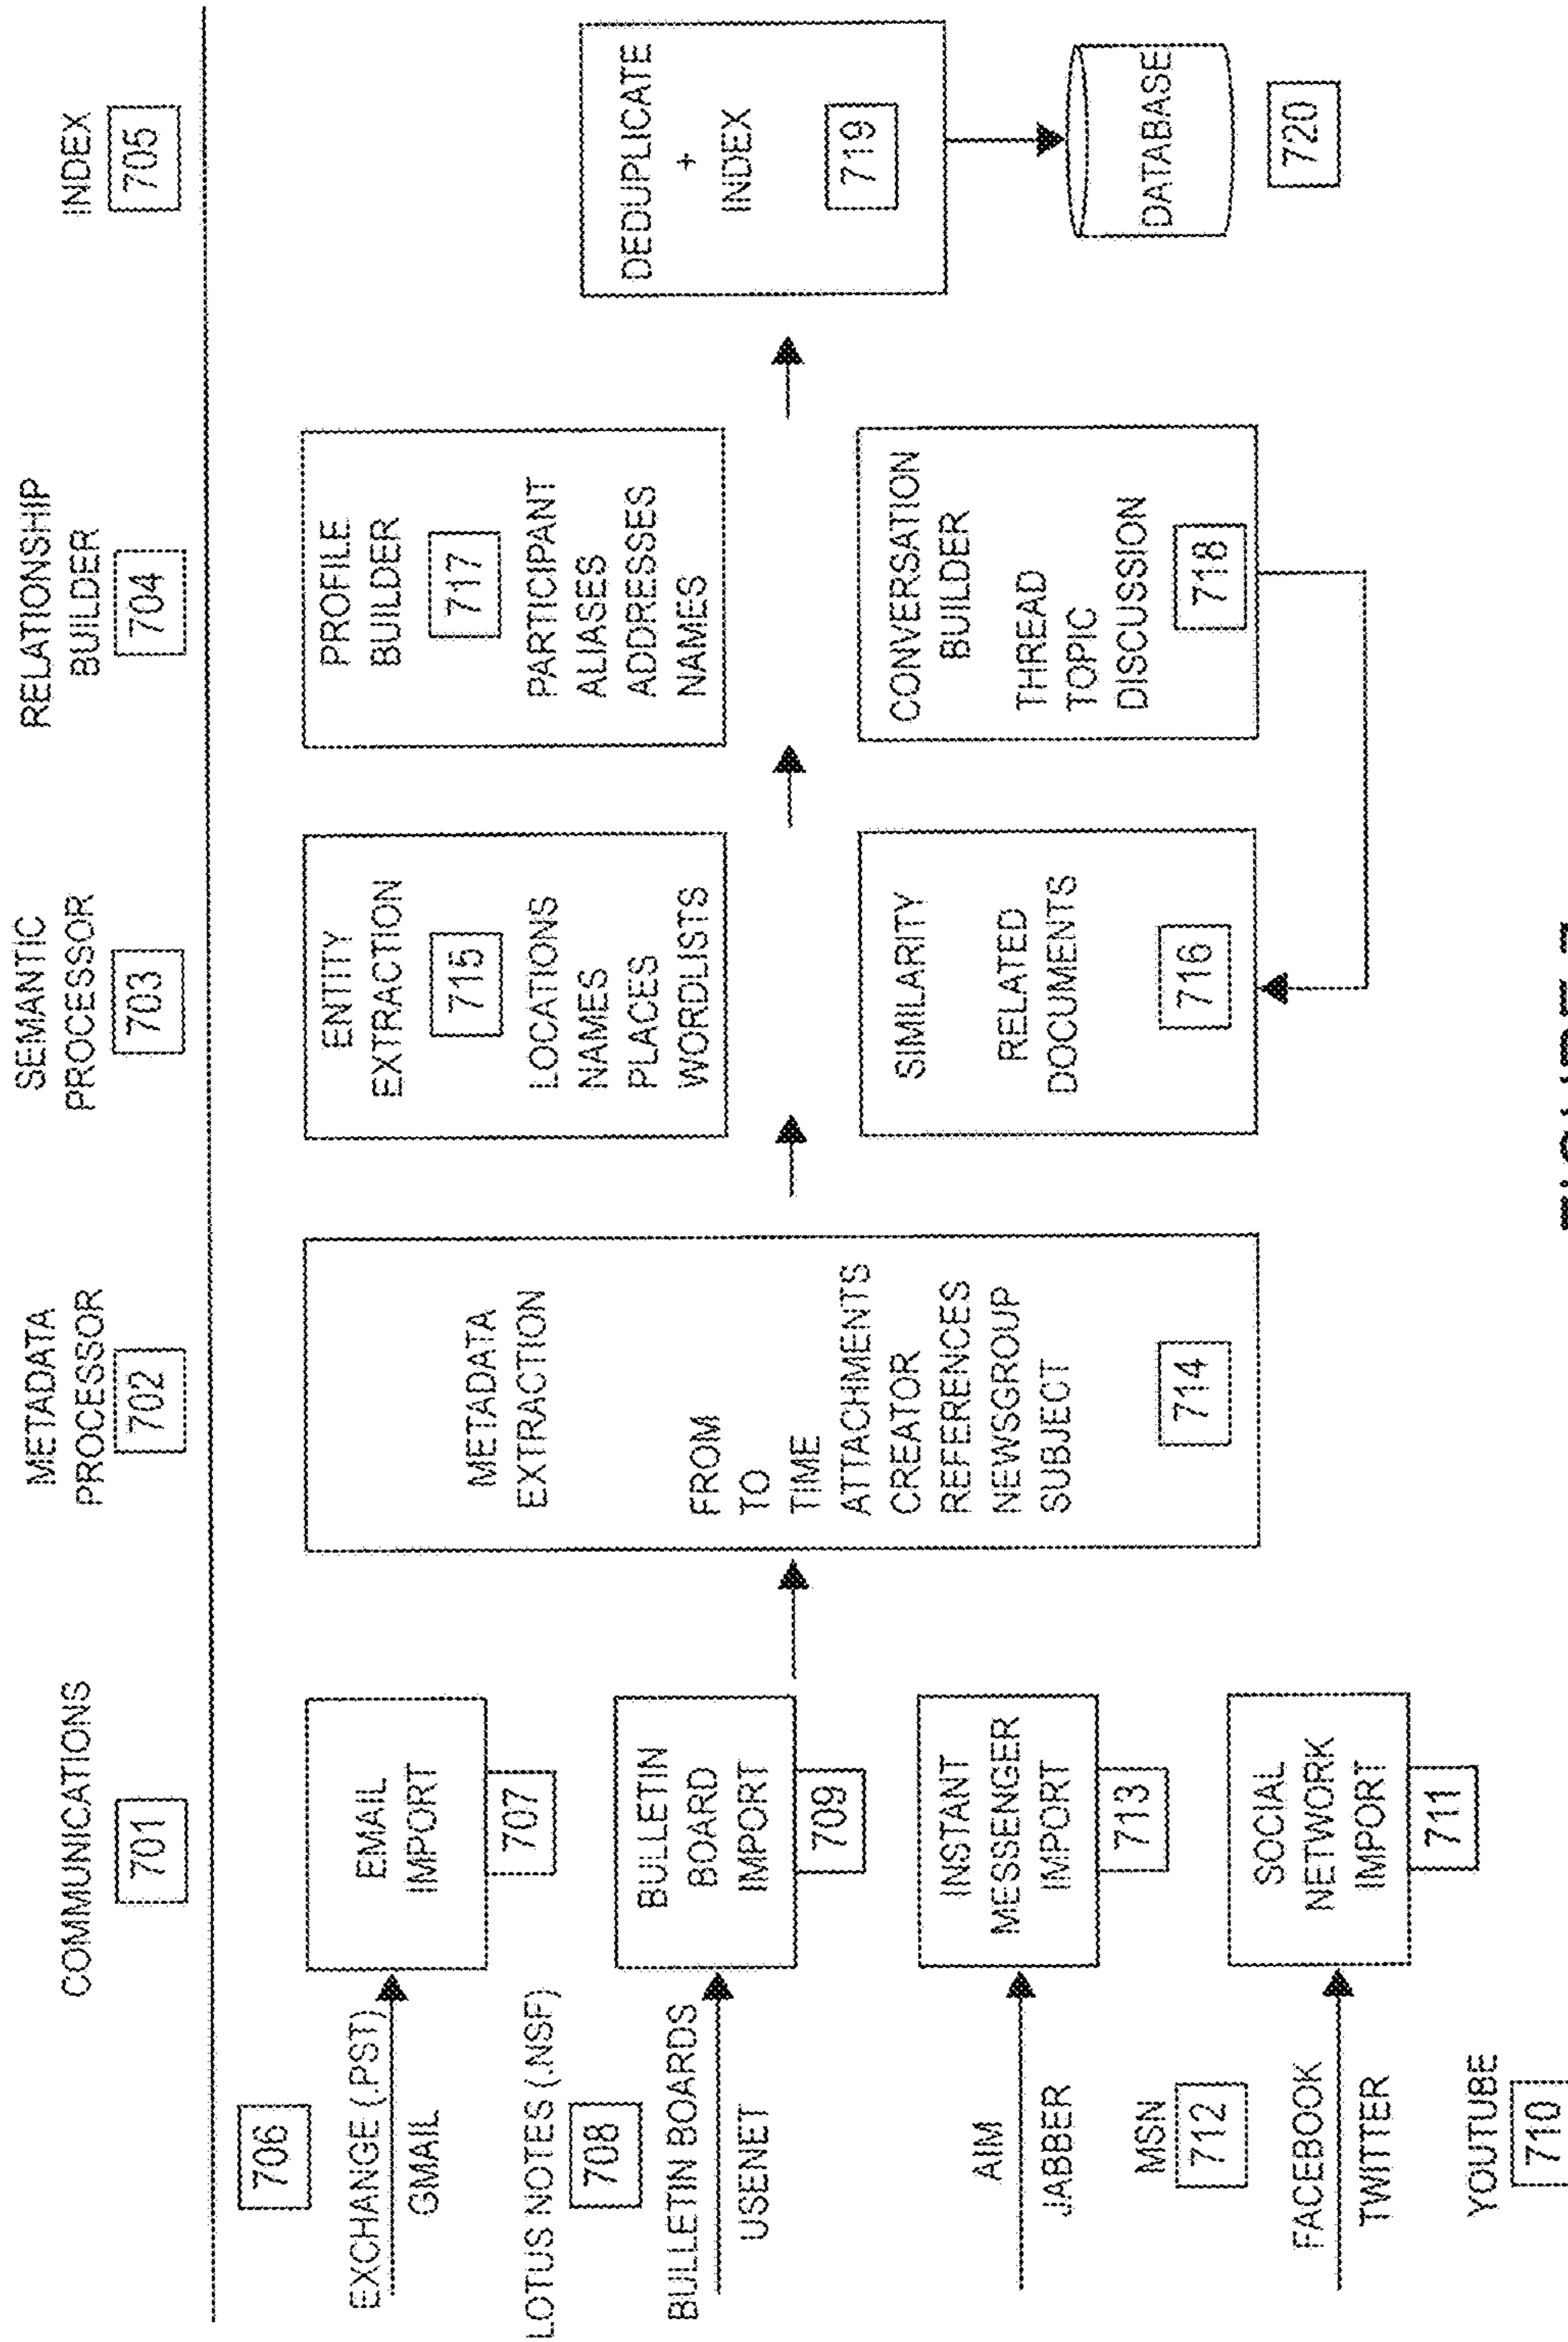 COMMUNICATIONS
701
METADATA
PROCESSOR
702
SEMANTIC
PROCESSOR
703
RELATIONSHIP
BUILDER
704
INDEX
705
706
EXCHANGE (.PST)
GMAIL
LOTUS NOTES (.NSF)
708
BULLETIN BOARDS
USENET
AIM
JABBER
MSN
712
FACEBOOK
TWITTER
YOUTUBE
710
EMAIL
IMPORT
707
BULLETIN
BOARD
IMPORT
709
INSTANT
MESSENGER
IMPORT
713
SOCIAL
NETWORK
IMPORT
711
METADATA
EXTRACTION
FROM
TO
TIME
ATTACHMENTS
CREATOR
REFERENCES
NEWSGROUP
SUBJECT
714
ENTITY
EXTRACTION
715
LOCATIONS
NAMES
PLACES
WORDLISTS
SIMILARITY
RELATED
DOCUMENTS
716
PROFILE
BUILDER
717
PARTICIPANT
ALIASES
ADDRESSES
NAMES
CONVERSATION
BUILDER
THREAD
TOPIC
DISCUSSION
718
DEDUPLICATE
+
INDEX
719
DATABASE
720